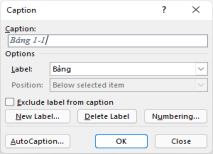 Caption
Caption:
Bảng 1-1
Options
Label: Bảng
Position: Below selected item
Exclude label from caption
New Label... Delete Label Numbering...
AutoCaption... OK Close